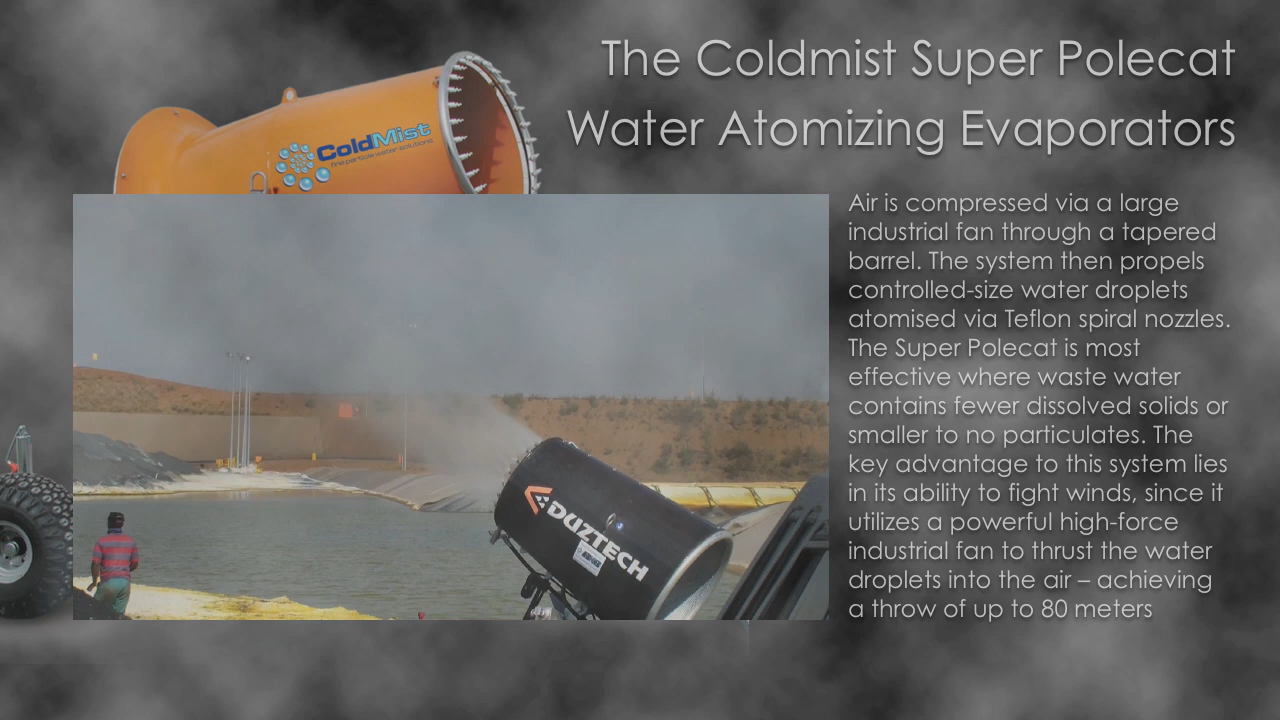 The Coldmist Super Polecat
Water Atomizing Evaporators
ColdMist
fine particle water solutions
Air is compressed via a large
industrial fan through a tapered
barrel. The system then propels
controlled-size water droplets
atomised via Teflon spiral nozzles.
The Super Polecat is most
effective where waste water
contains fewer dissolved solids or
smaller to no particulates. The
key advantage to this system lies
in its ability to fight winds, since it
utilizes a powerful high-force
industrial fan to thrust the water
droplets into the air – achieving
a throw of up to 80 meters
DUZTECH